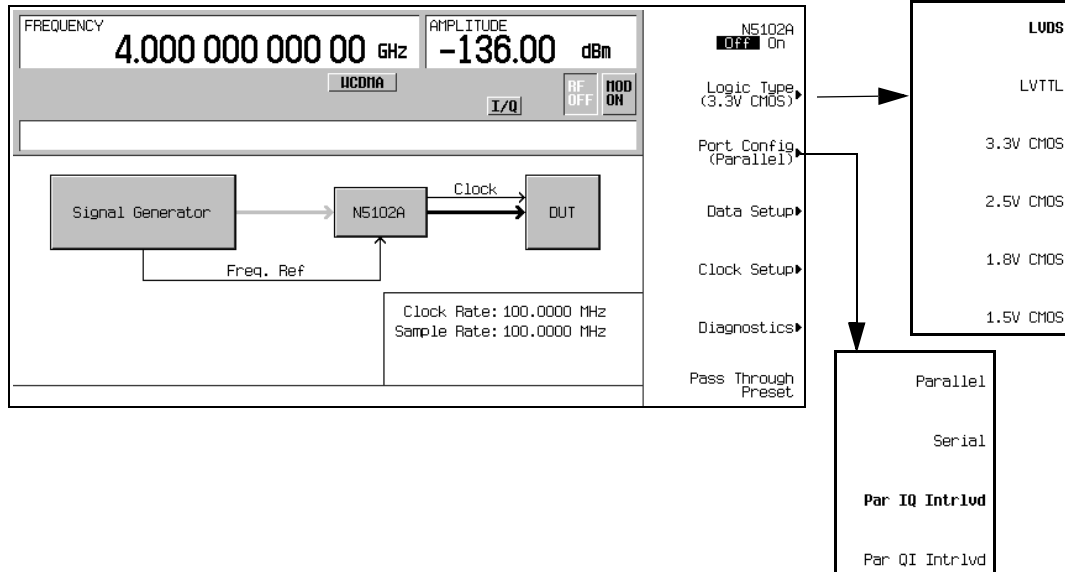 FREQUENCY
4.000 000 000 00 GHz
AMPLITUDE
-136.00 dBm
WCDMA
I/Q
RF
OFF
MOD
ON
Signal Generator
N5102A
Clock
DUT
Freq. Ref
Clock Rate: 100.0000 MHz
Sample Rate: 100.0000 MHz
N5102A
Off On
Logic Type
(3.3V CMOS)
Port Config
(Parallel)
Data Setup
Clock Setup
Diagnostics
Pass Through
Preset
LVDS
LVTTL
3.3V CMOS
2.5V CMOS
1.8V CMOS
1.5V CMOS
Parallel
Serial
Par IQ Intrlvd
Par QI Intrlvd